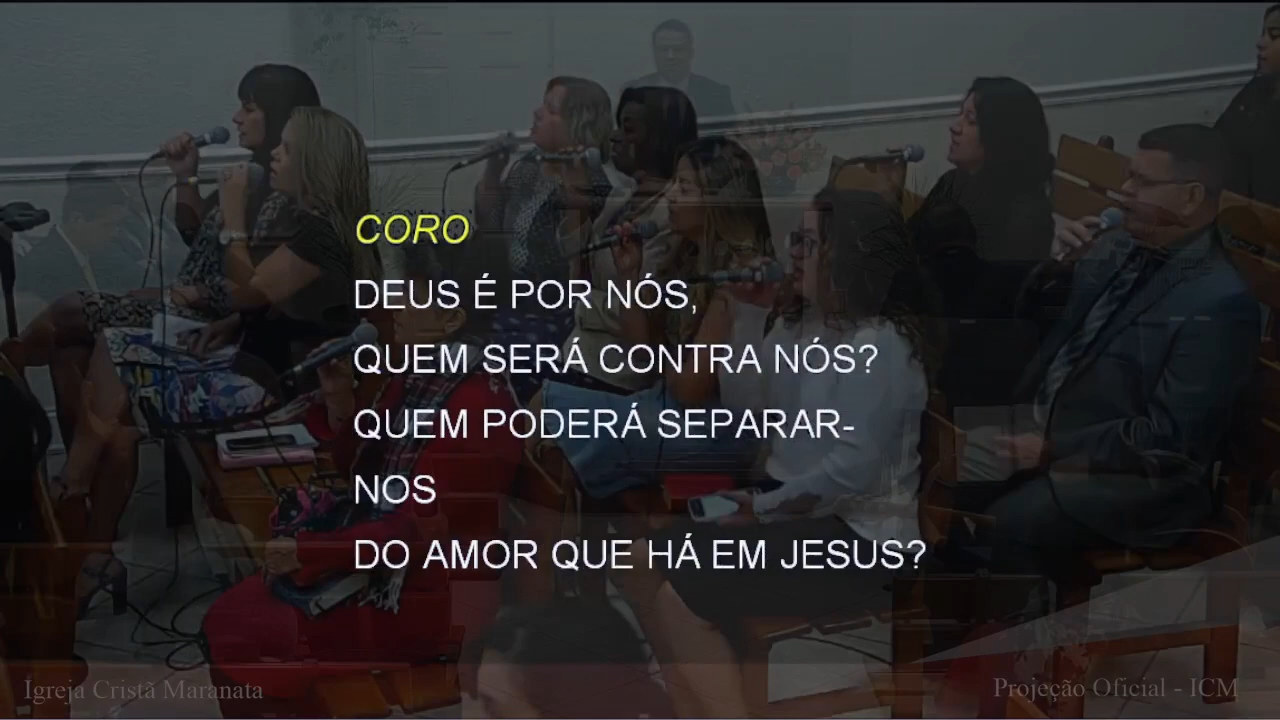 CORO
DEUS É POR NÓS,
QUEM SERÁ CONTRA NÓS?
QUEM PODERÁ SEPARAR-
NOS
DO AMOR QUE HÁ EM JESUS?
Igreja Cristã Maranata
Projeção Oficial - ICM